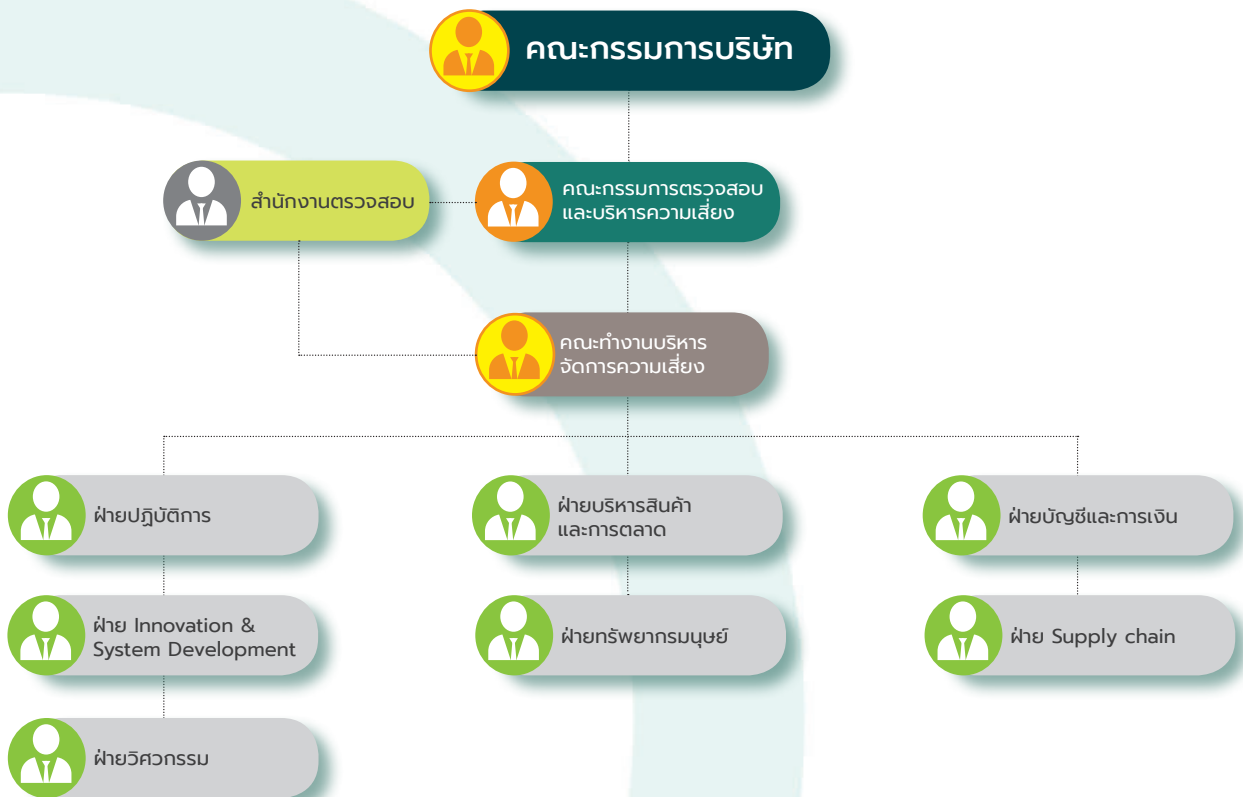 คณะกรรมการบริษัท
สำนักงานตรวจสอบ
คณะกรรมการตรวจสอบ
และบริหารความเสี่ยง
คณะทำงานบริหาร
จัดการความเสี่ยง
ฝ่ายปฏิบัติการ
ฝ่ายบริหารสินค้า
และการตลาด
ฝ่ายบัญชีและการเงิน
ฝ่าย Innovation &
System Development
ฝ่ายทรัพยากรมนุษย์
ฝ่าย Supply chain
ฝ่ายวิศวกรรม